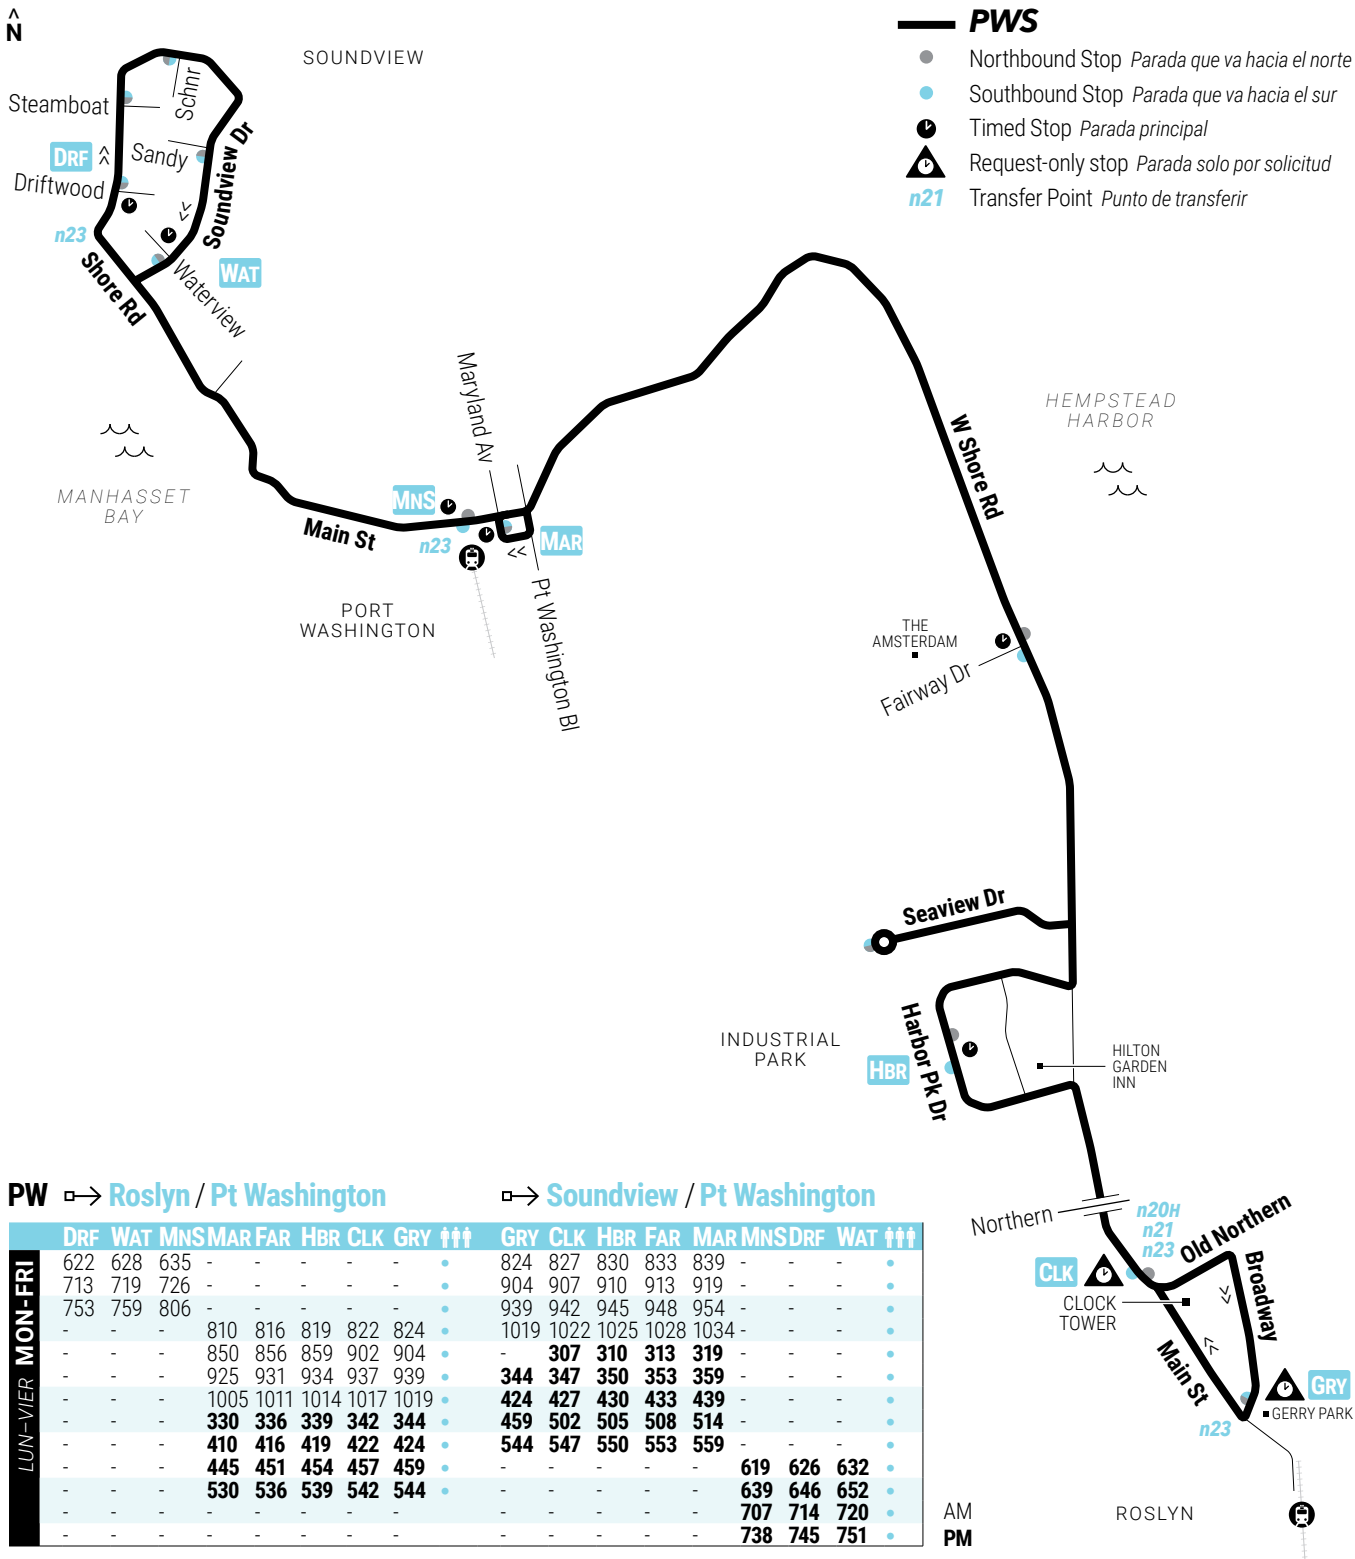 N
PWS
Northbound Stop Parada que va hacia el norte
Southbound Stop Parada que va hacia el sur
Timed Stop Parada principal
Request-only stop Parada solo por solicitud
n21 Transfer Point Punto de transferir
SOUNDVIEW
Schnr
Steamboat
Sandy
DRF
Driftwood
Soundview Dr
n23
WAT
Waterview
Shore Rd
MANHASSET
BAY
HEMPSTEAD
HARBOR
Maryland Av
W Shore Rd
MNS
Main St
n23
MAR
Pt Washington Bl
PORT
WASHINGTON
THE
AMSTERDAM
Fairway Dr
Seaview Dr
INDUSTRIAL
PARK
Harbor Pk Dr
HBR
HILTON
GARDEN
INN
Northern
n20H
n21
n23
Old Northern
Broadway
CLK
CLOCK
TOWER
Main St
GRY
GERRY PARK
n23
ROSLYN
PW Roslyn / Pt Washington Soundview / Pt Washington
DRF WAT MNS MAR FAR HBR CLK GRY GRY CLK HBR FAR MAR MNS DRF WAT
LUN–VIER MON-FRI
622 628 635 - - - - - • 824 827 830 833 839 - - - •
713 719 726 - - - - - • 904 907 910 913 919 - - - •
753 759 806 - - - - - • 939 942 945 948 954 - - - •
- - - 810 816 819 822 824 • 1019 1022 1025 1028 1034 - - - •
- - - 850 856 859 902 904 • - 307 310 313 319 - - - •
- - - 925 931 934 937 939 • 344 347 350 353 359 - - - •
- - - 1005 1011 1014 1017 1019 • 424 427 430 433 439 - - - •
- - - 330 336 339 342 344 • 459 502 505 508 514 - - - •
- - - 410 416 419 422 424 • 544 547 550 553 559 - - - •
- - - 445 451 454 457 459 • - - - - - 619 626 632 •
- - - 530 536 539 542 544 • - - - - - 639 646 652 •
- - - - - - - - - - - - - 707 714 720 •
- - - - - - - - - - - - - 738 745 751 •
AM
PM